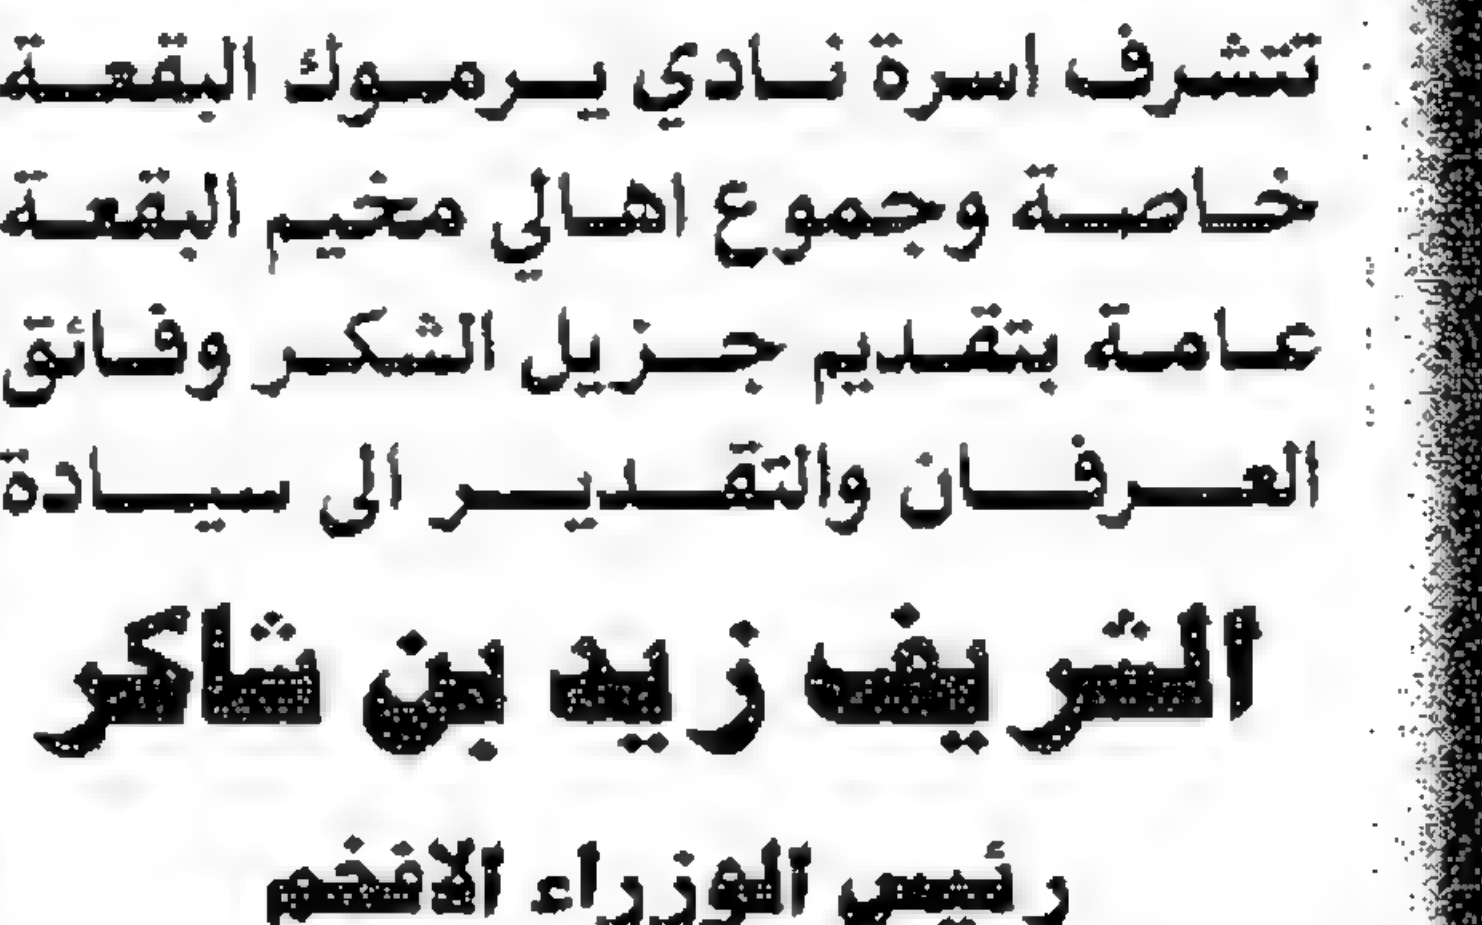 تتشرف اسرة نادي يرموك البقعة
خاصة وجموع اهالي مخيم البقعة
عامة بتقديم جزيل الشكر وفائق
العرفان والتقدير الى سيادة
الشريف زيد بن شاكر
رئيس الوزراء الافخم